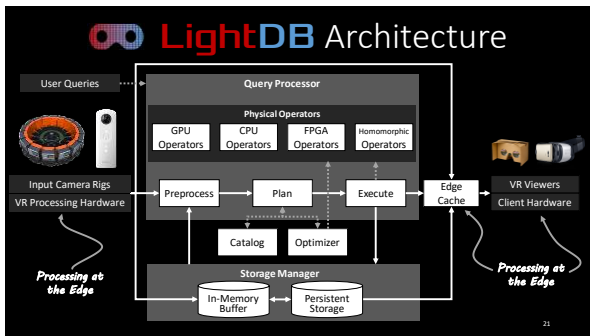 LightDB Architecture
User Queries
Query Processor
Physical Operators
GPU
Operators
CPU
Operators
FPGA
Operators
Homomorphic
Operators
Input Camera Rigs
VR Processing Hardware
Preprocess
Plan
Execute
Edge
Cache
VR Viewers
Client Hardware
Catalog
Optimizer
Processing at
the Edge
Processing at
the Edge
Storage Manager
In-Memory
Buffer
Persistent
Storage
21